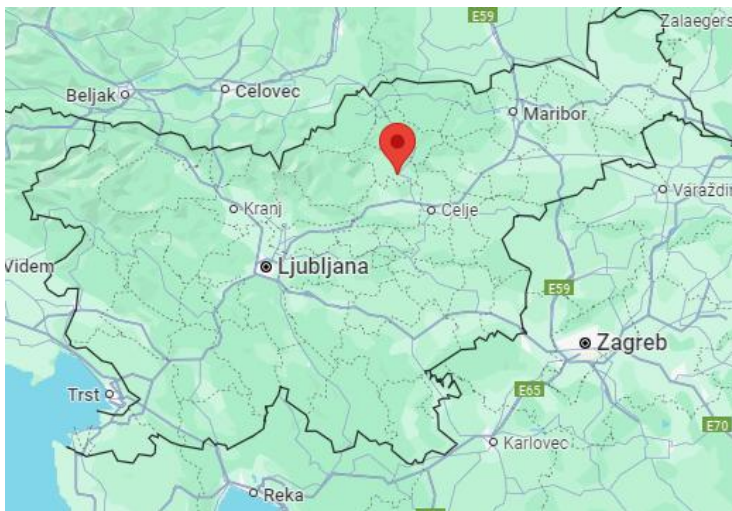 E59
Zalaegers
Beljak
Celovec
Maribor
Kranj
Celje
Varaždin
Videm
Ljubljana
E59
Zagreb
Trst
E65
E70
Karlovec
Reka